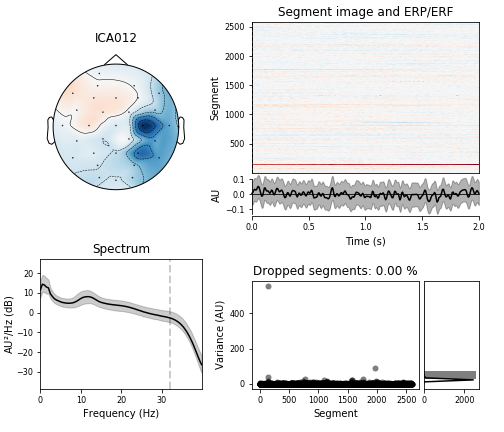 ICA012
Segment image and ERP/ERF
2500
2000
1500
1000
500
Segment
0.1
0.0
−0.1
AU
0.0 0.5 1.0 1.5 2.0
Time (s)
Spectrum
20
10
0
−10
−20
−30
AU²/Hz (dB)
0 10 20 30
Frequency (Hz)
Dropped segments: 0.00 %
400
200
0
Variance (AU)
0 500 1000 1500 2000 2500
Segment
0 2000